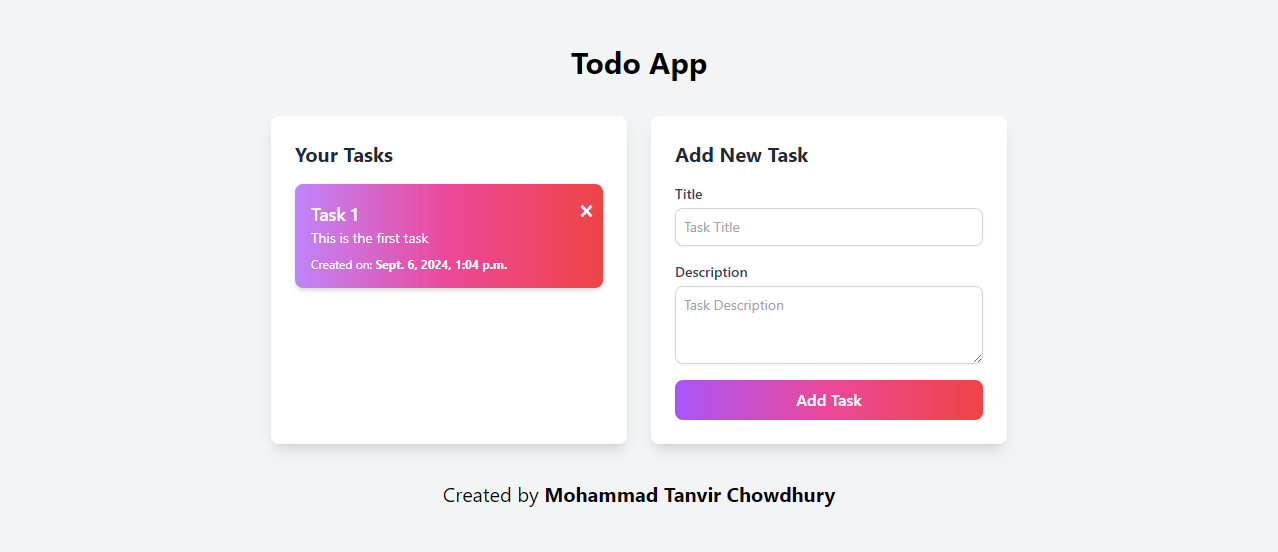 Todo App
Your Tasks
Task 1
×
This is the first task
Created on: Sept. 6, 2024, 1:04 p.m.
Add New Task
Title
Task Title
Description
Task Description
Add Task
Created by Mohammad Tanvir Chowdhury